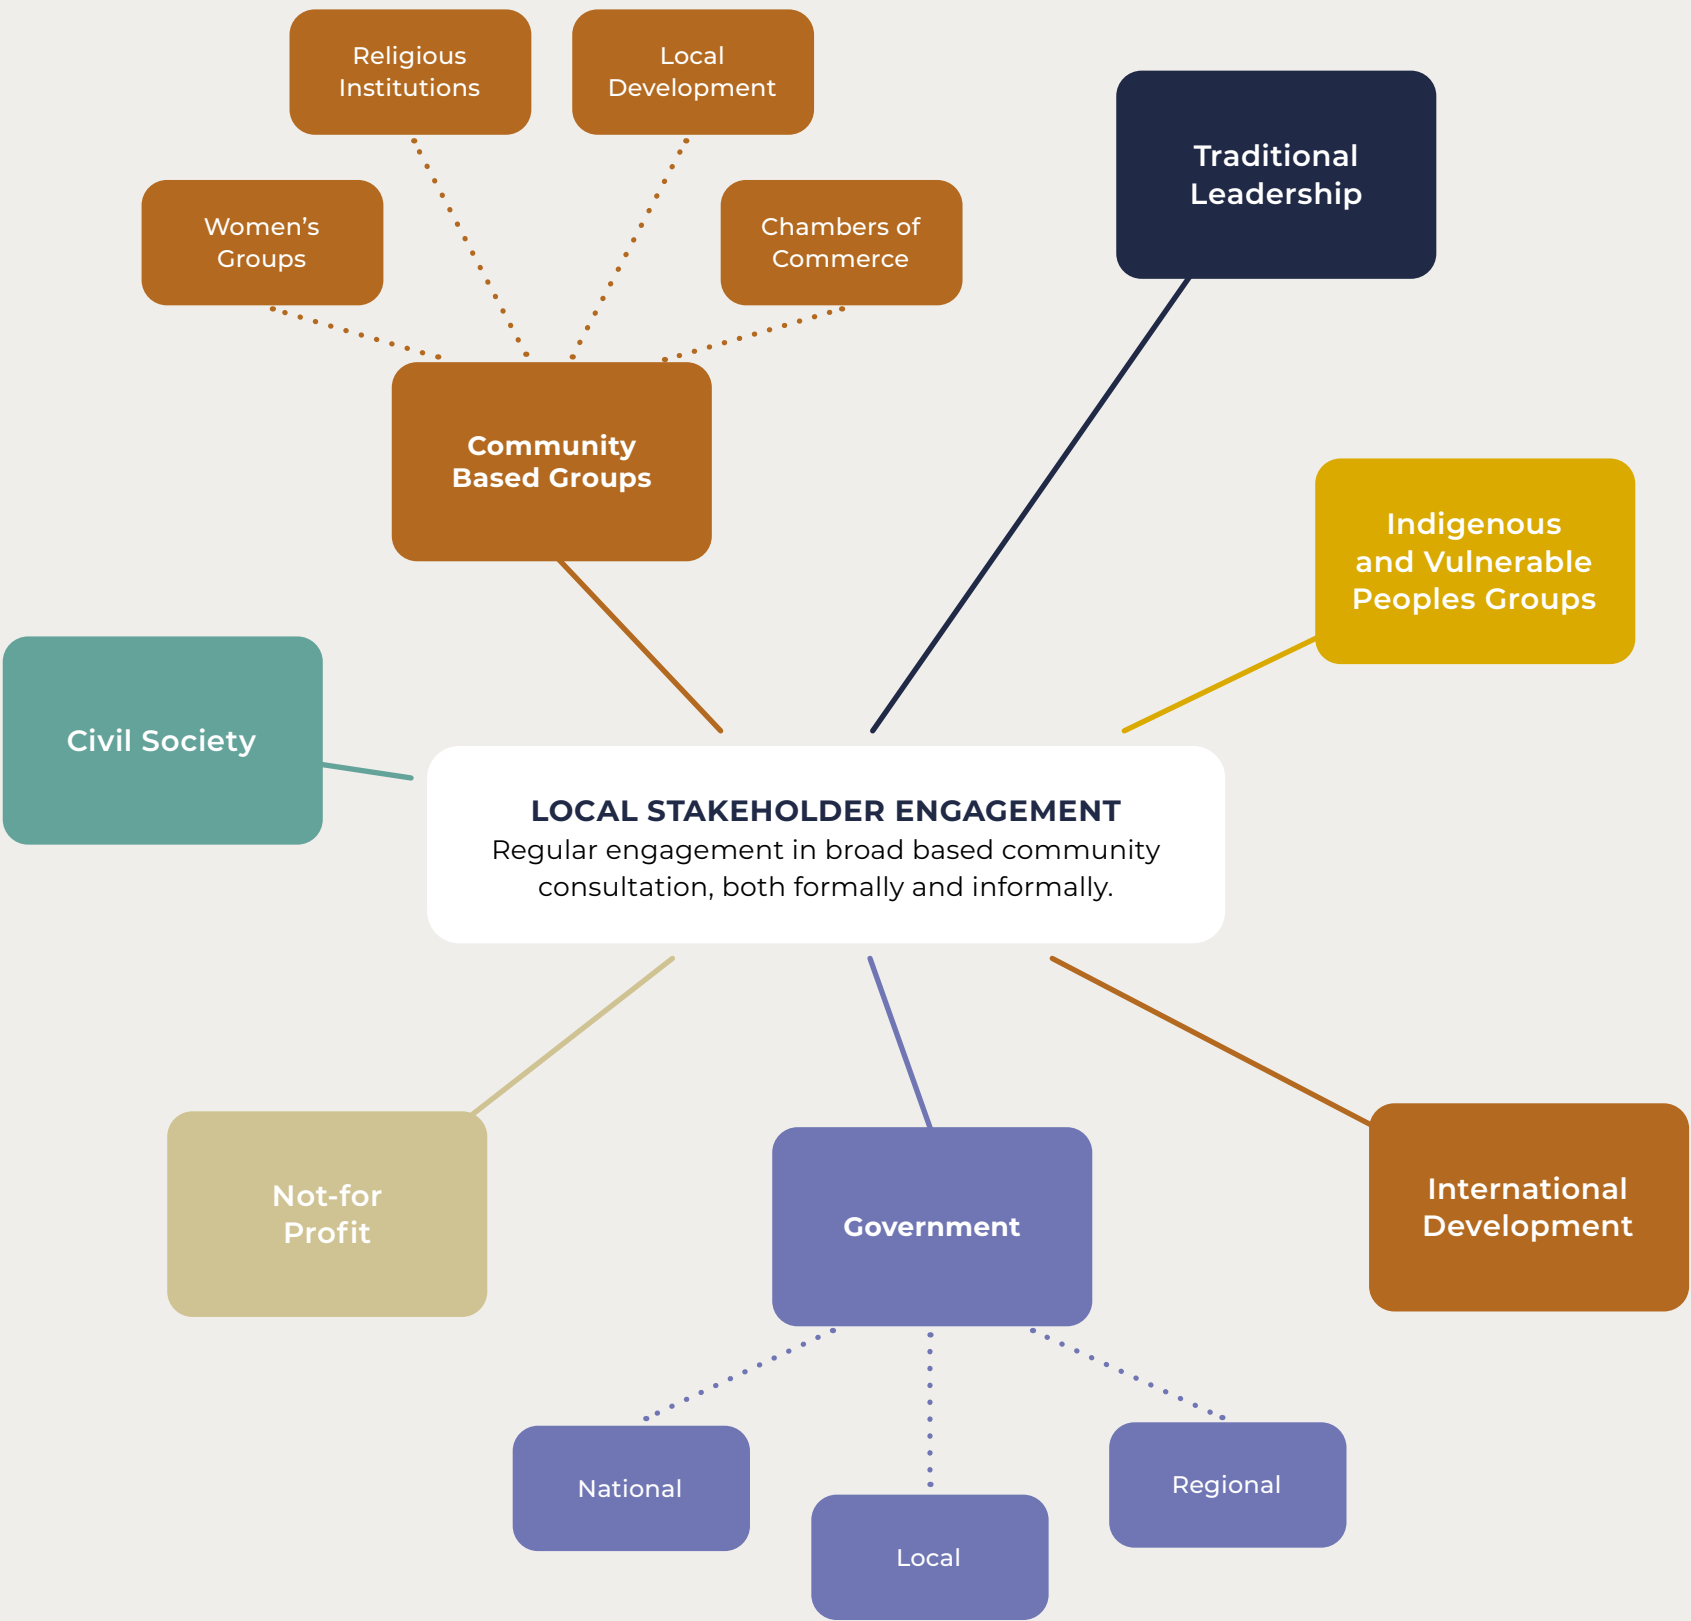 Religious
Institutions
Local
Development
Traditional
Leadership
Women’s
Groups
Chambers of
Commerce
Community
Based Groups
Indigenous
and Vulnerable
Peoples Groups
Civil Society
LOCAL STAKEHOLDER ENGAGEMENT
Regular engagement in broad based community
consultation, both formally and informally.
Not-for
Profit
Government
International
Development
National
Local
Regional